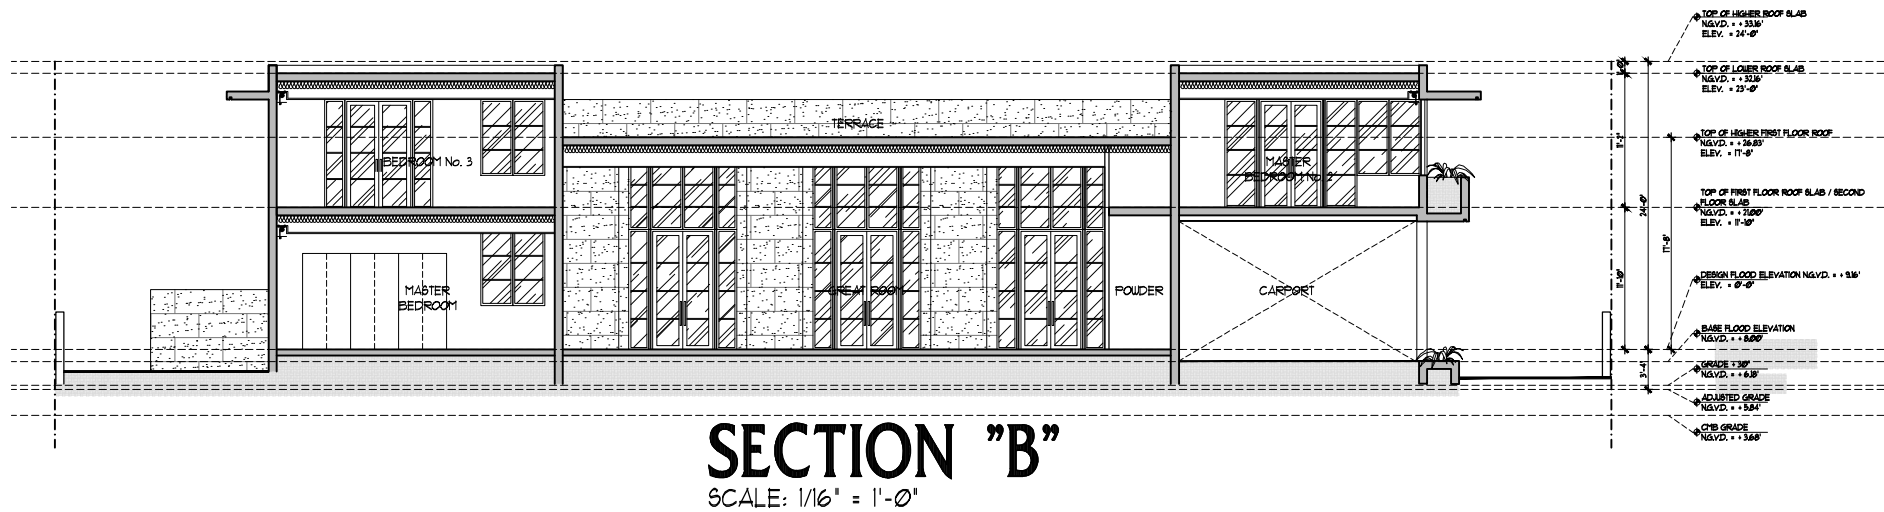 TOP OF HIGHER ROOF SLAB
N.G.V.D. = +33.16'
ELEV. = 24'-0"
TOP OF LOWER ROOF SLAB
N.G.V.D. = +32.16'
ELEV. = 23'-0"
TERRACE
TOP OF HIGHER FIRST FLOOR ROOF
N.G.V.D. = +26.83'
ELEV. = 17'-8"
11'-2"
BEDROOM No. 3
MASTER
BEDROOM No. 2
TOP OF FIRST FLOOR ROOF SLAB / SECOND
FLOOR SLAB
N.G.V.D. = +21.00'
ELEV. = 11'-10"
24'-0"
17'-8"
11'-10"
DESIGN FLOOD ELEVATION N.G.V.D. = +9.16'
ELEV. = 0'-0"
MASTER
BEDROOM
GREAT ROOM
POWDER
CARPORT
BASE FLOOD ELEVATION
N.G.V.D. = +8.00'
3'-4"
GRADE +30"
N.G.V.D. = +6.18'
ADJUSTED GRADE
N.G.V.D. = +5.84'
CMB GRADE
N.G.V.D. = +3.68'
SECTION "B"
SCALE: 1/16" = 1'-0"